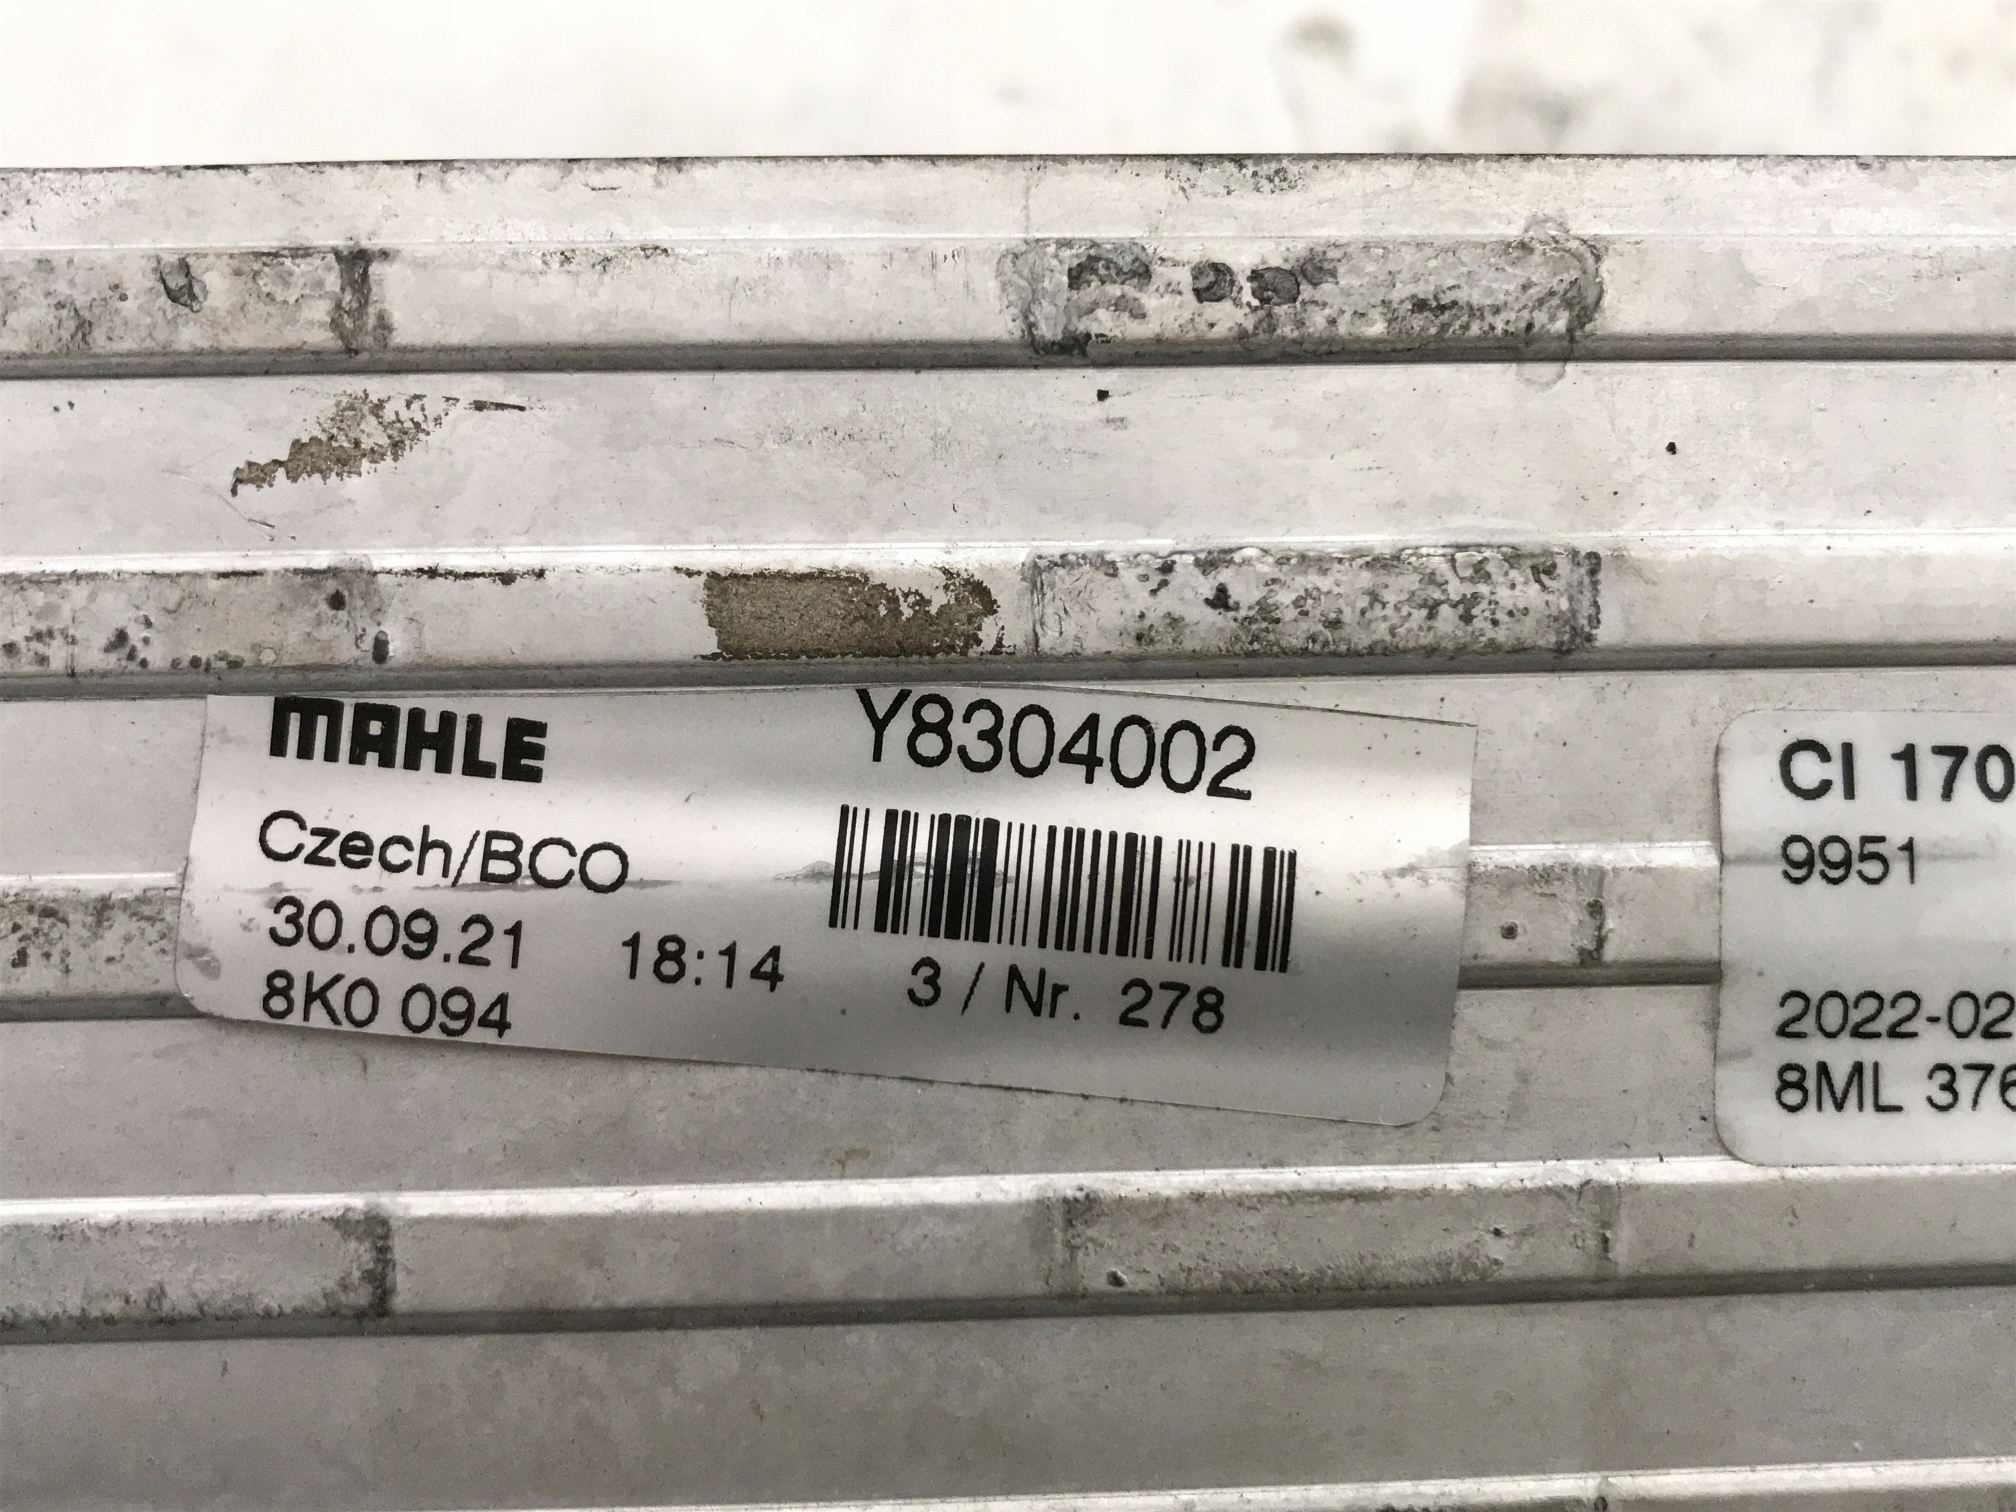 MAHLE
Y8304002
Czech/BCO
30.09.21 18:14
3 / Nr. 278
8K0 094
CI 170
9951
2022-02
8ML 376